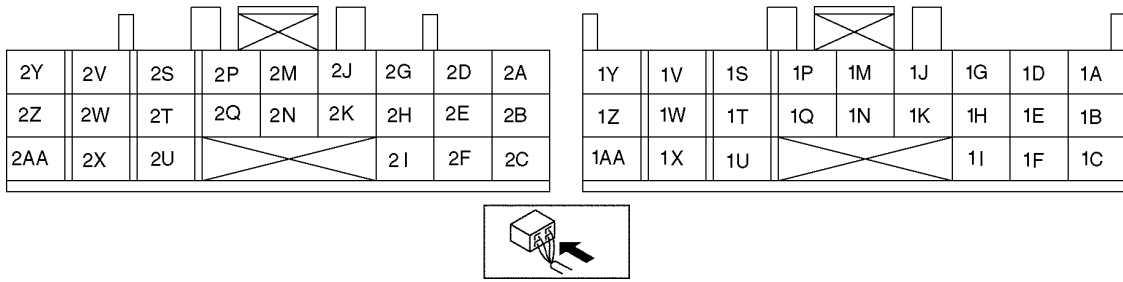 2Y 2V 2S 2P 2M 2J 2G 2D 2A
2Z 2W 2T 2Q 2N 2K 2H 2E 2B
2AA 2X 2U 2I 2F 2C
1Y 1V 1S 1P 1M 1J 1G 1D 1A
1Z 1W 1T 1Q 1N 1K 1H 1E 1B
1AA 1X 1U 1I 1F 1C